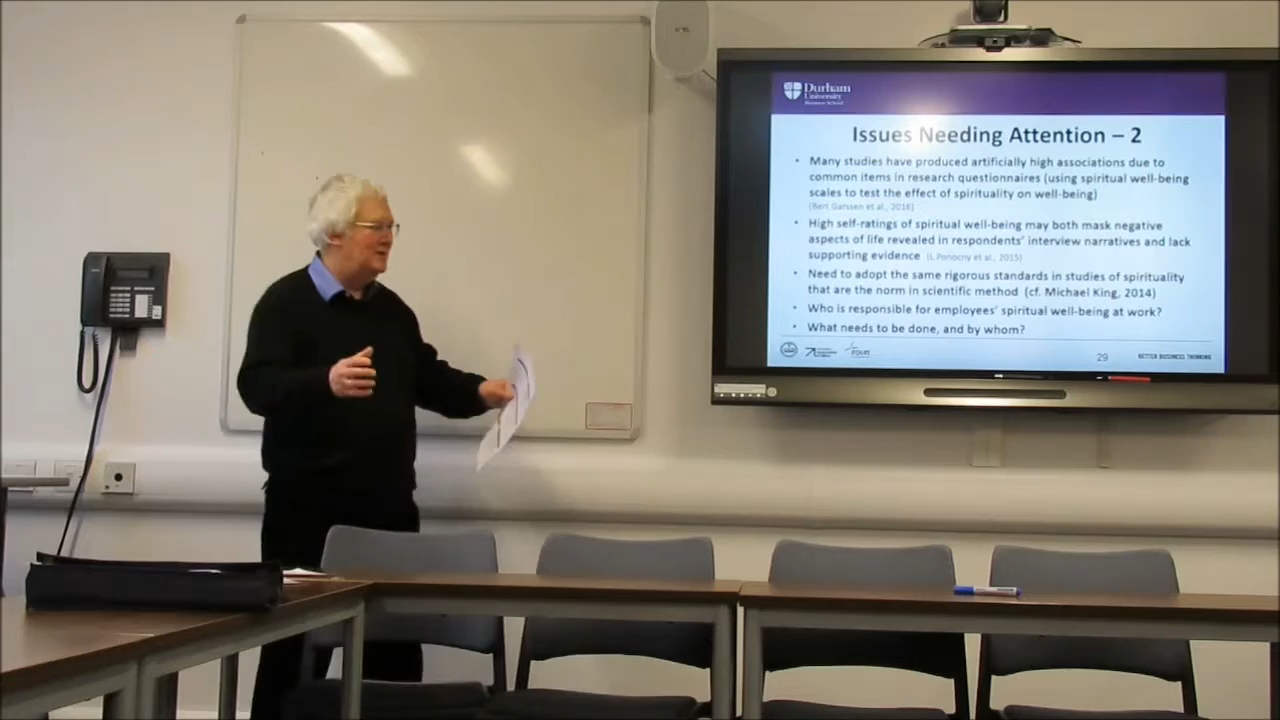 Durham
University
Business School
Issues Needing Attention – 2
• Many studies have produced artificially high associations due to
common items in research questionnaires (using spiritual well-being
scales to test the effect of spirituality on well-being)
(Bert Garssen et al., 2016)
• High self-ratings of spiritual well-being may both mask negative
aspects of life revealed in respondents' interview narratives and lack
supporting evidence (I. Ponocny et al., 2015)
• Need to adopt the same rigorous standards in studies of spirituality
that are the norm in scientific method (cf. Michael King, 2014)
• Who is responsible for employees' spiritual well-being at work?
• What needs to be done, and by whom?
29
BETTER BUSINESS THINKING